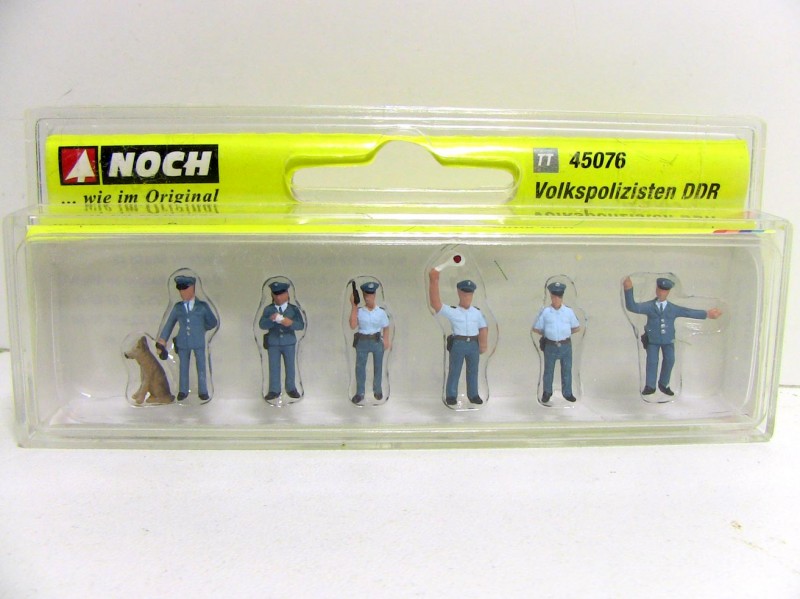 NOCH
... wie im Original
TT 45076
Volkspolizisten DDR